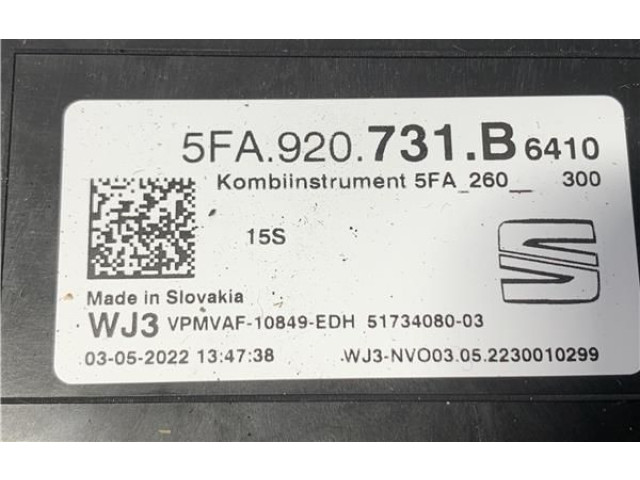 5FA.920.731.B 6410
Kombiinstrument 5FA_260__ 300
15S
Made in Slovakia
WJ3 VPMVAF-10849-EDH 51734080-03
03-05-2022 13:47:38 WJ3-NVO03.05.2230010299